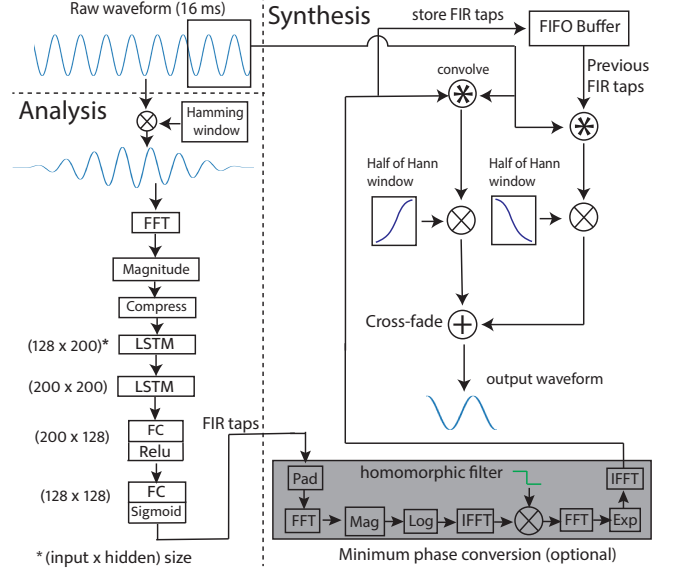 Raw waveform (16 ms)
Synthesis
store FIR taps
FIFO Buffer
Previous
FIR taps
convolve
Analysis
Hamming
window
Half of Hann
window
Half of Hann
window
FFT
Magnitude
Compress
(128 x 200)*
LSTM
(200 x 200)
LSTM
Cross-fade
output waveform
(200 x 128)
FC
Relu
FIR taps
(128 x 128)
FC
Sigmoid
* (input x hidden) size
homomorphic filter
Pad
FFT
Mag
Log
IFFT
FFT
Exp
IFFT
Minimum phase conversion (optional)